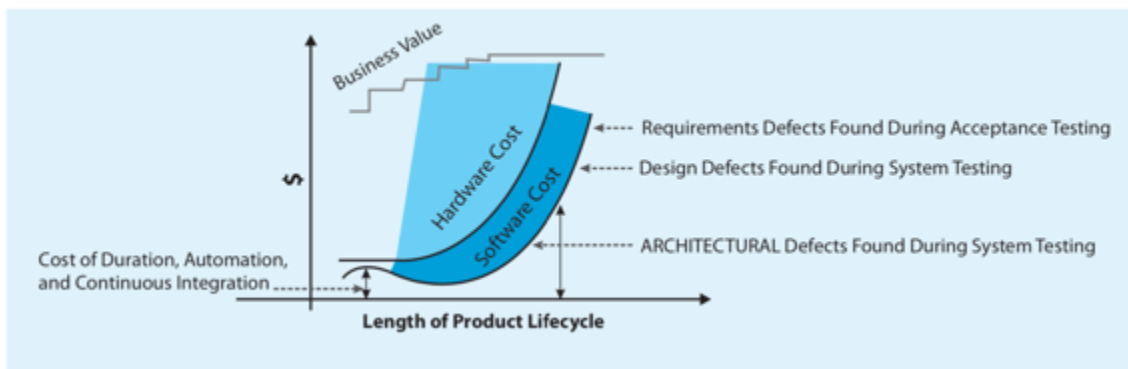 Business Value
$
Hardware Cost
Software Cost
Requirements Defects Found During Acceptance Testing
Design Defects Found During System Testing
ARCHITECTURAL Defects Found During System Testing
Cost of Duration, Automation,
and Continuous Integration
Length of Product Lifecycle